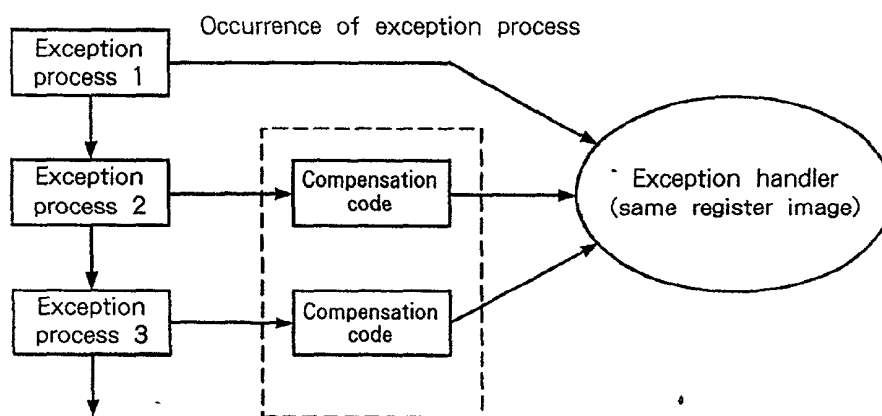 Occurrence of exception process
Exception
process 1
Exception
process 2
Compensation
code
Exception handler
(same register image)
Exception
process 3
Compensation
code